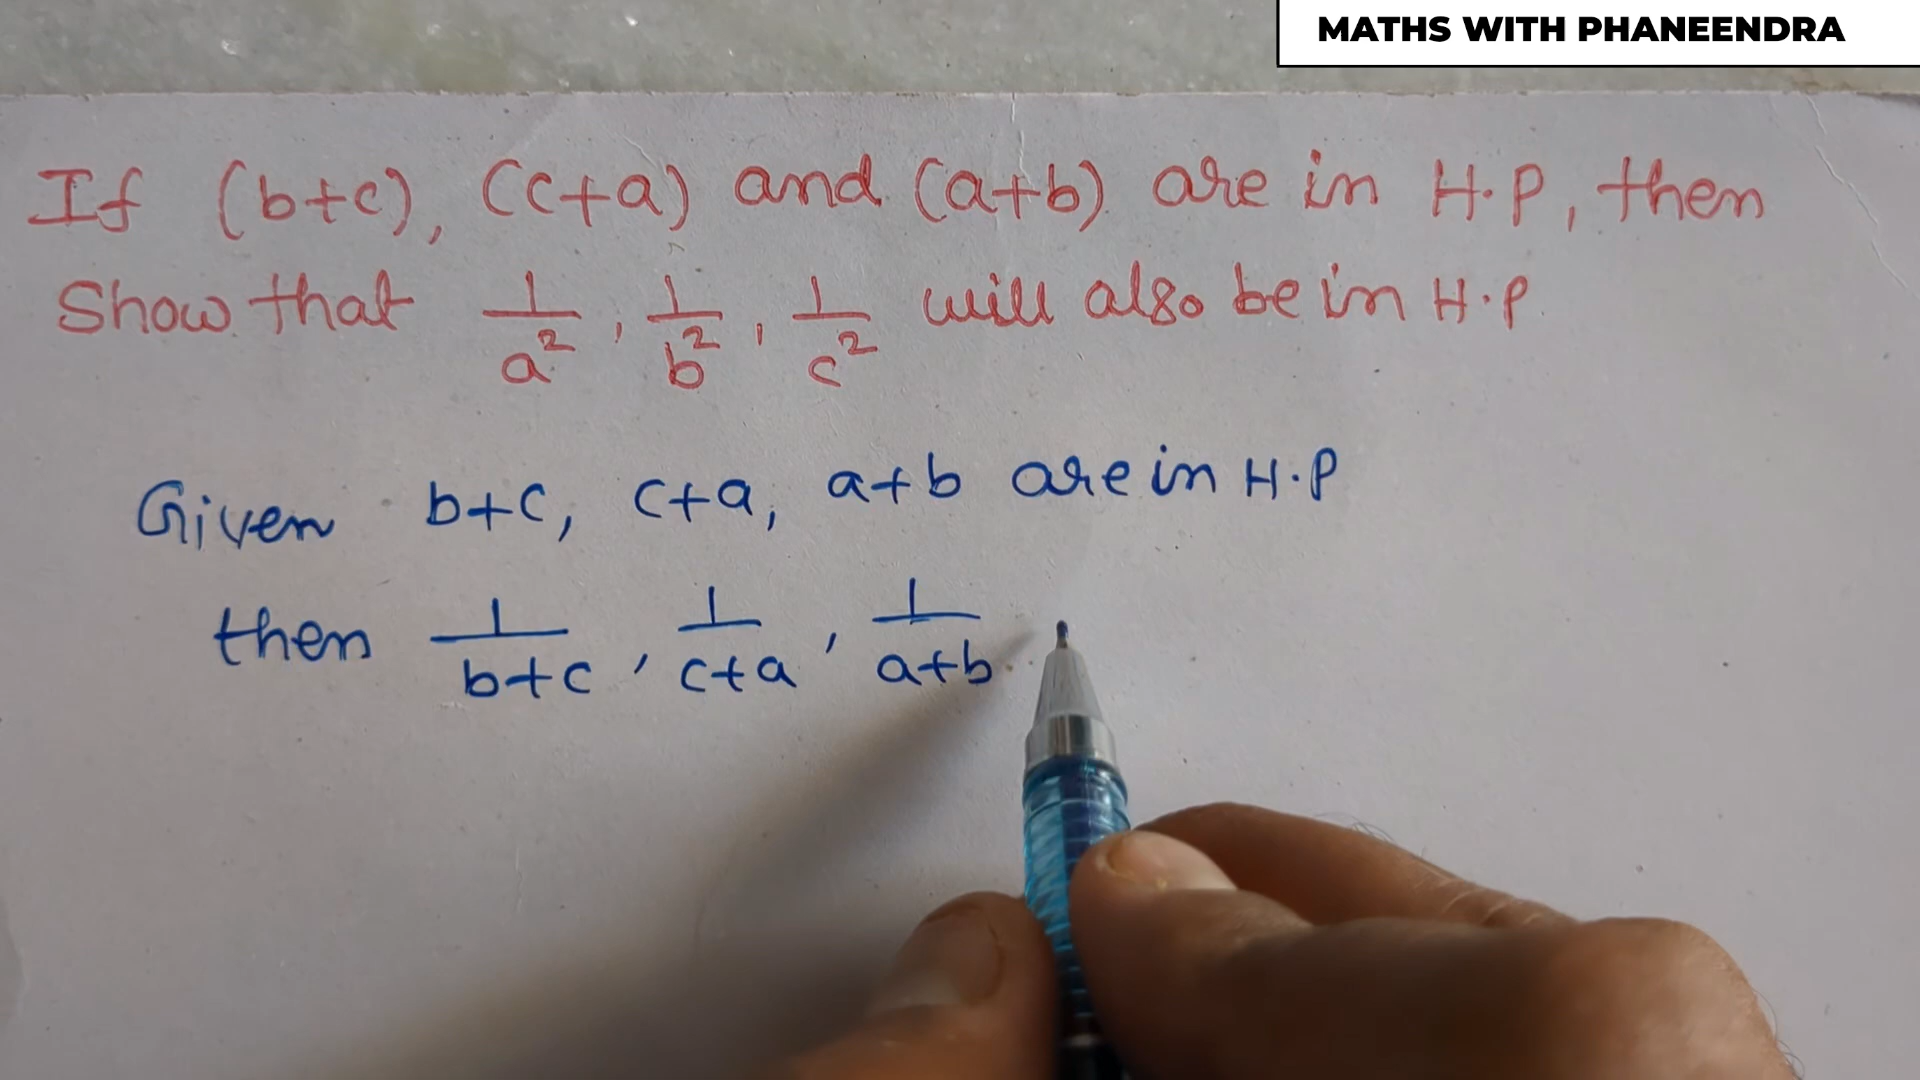 MATHS WITH PHANEENDRA
If (b+c), (c+a) and (a+b) are in H.P, then
Show that 1/a², 1/b², 1/c² will also be in H.P
Given b+c, c+a, a+b are in H.P
then 1/b+c, 1/c+a, 1/a+b